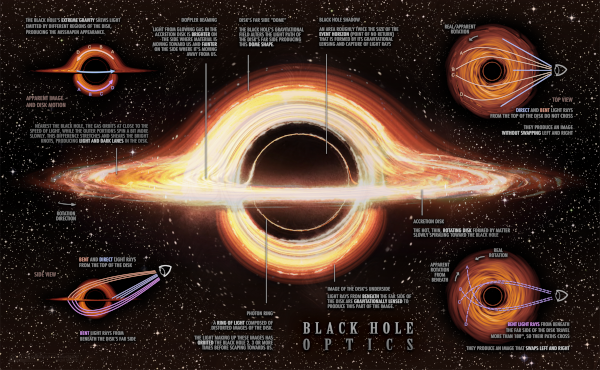 THE BLACK HOLE'S EXTREME GRAVITY SKEWS LIGHT
EMITTED BY DIFFERENT REGIONS OF THE DISK,
PRODUCING THE MISSHAPEN APPEARANCE.
APPARENT IMAGE
AND DISK MOTION
NEAREST THE BLACK HOLE, THE GAS ORBITS AT CLOSE TO THE
SPEED OF LIGHT, WHILE THE OUTER PORTIONS SPIN A BIT MORE
SLOWLY. THIS DIFFERENCE STRETCHES AND SHEARS THE BRIGHT
KNOTS, PRODUCING LIGHT AND DARK LANES IN THE DISK.
DOPPLER BEAMING
LIGHT FROM GLOWING GAS IN THE
ACCRETION DISK IS BRIGHTER ON
THE SIDE WHERE MATERIAL IS
MOVING TOWARD US AND FAINTER
ON THE SIDE WHERE IT'S MOVING
AWAY FROM US.
DISK'S FAR SIDE "DOME"
THE BLACK HOLE'S GRAVITATIONAL
FIELD ALTERS THE LIGHT PATH OF
THE DISK'S FAR SIDE PRODUCING
THIS DOME SHAPE.
BLACK HOLE SHADOW
AN AREA ROUGHLY TWICE THE SIZE OF THE
EVENT HORIZON (POINT OF NO RETURN)
THAT IS FORMED BY ITS GRAVITATIONAL
LENSING AND CAPTURE OF LIGHT RAYS
REAL/APPARENT
ROTATION
TOP VIEW
DIRECT AND BENT LIGHT RAYS
FROM THE TOP OF THE DISK DO NOT CROSS
THEY PRODUCE AN IMAGE
WITHOUT SWAPPING LEFT AND RIGHT
ROTATION
DIRECTION
ACCRETION DISK
THE HOT, THIN, ROTATING DISK FORMED BY MATTER
SLOWLY SPIRALING TOWARD THE BLACK HOLE
BENT AND DIRECT LIGHT RAYS
FROM THE TOP OF THE DISK
SIDE VIEW
BENT LIGHT RAYS FROM
BENEATH THE DISK'S FAR SIDE
PHOTON RING
A RING OF LIGHT COMPOSED OF
DISTORTED IMAGES OF THE DISK.
THE LIGHT MAKING UP THESE IMAGES HAS
ORBITED THE BLACK HOLE 2, 3 OR MORE
TIMES BEFORE ESCAPING TOWARDS US.
IMAGE OF THE DISK'S UNDERSIDE
LIGHT RAYS FROM BENEATH THE FAR SIDE OF
THE DISK ARE GRAVITATIONALLY LENSED TO
PRODUCE THIS PART OF THE IMAGE.
BLACK HOLE
OPTICS
REAL
ROTATION
APPARENT
ROTATION
FROM
BENEATH
BENT LIGHT RAYS FROM BENEATH
THE FAR SIDE OF THE DISK TRAVEL
MORE THAN 180°, SO THEIR PATHS CROSS
THEY PRODUCE AN IMAGE THAT SWAPS LEFT AND RIGHT